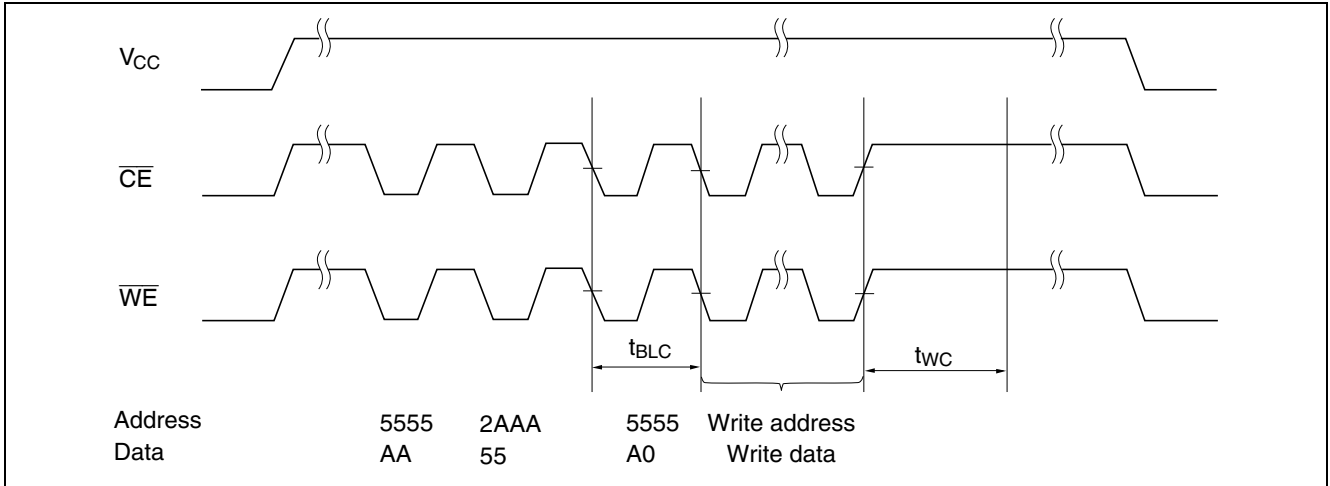 VCC
CE
WE
tBLC
tWC
Address 5555 2AAA 5555 Write address
Data AA 55 A0 Write data